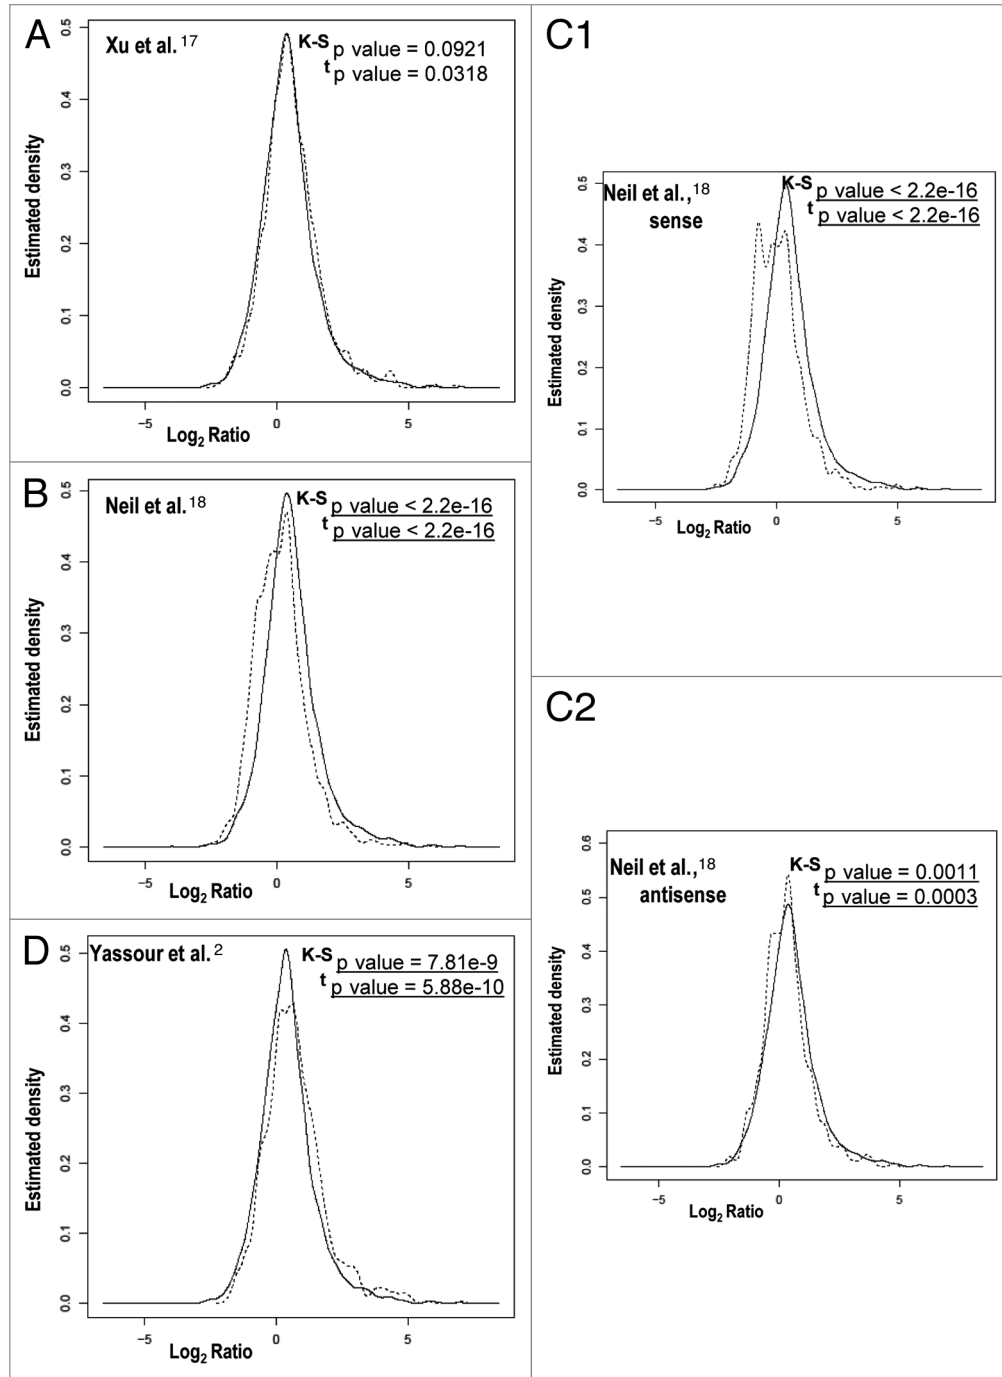 A
Xu et al. 17
K-S p value = 0.0921
t p value = 0.0318
Estimated density
0.5
0.4
0.3
0.2
0.1
0.0
−5 0 5
Log2 Ratio
B
Neil et al. 18
K-S p value < 2.2e-16
t p value < 2.2e-16
Estimated density
0.5
0.4
0.3
0.2
0.1
0.0
−5 0 5
Log2 Ratio
D
Yassour et al. 2
K-S p value = 7.81e-9
t p value = 5.88e-10
Estimated density
0.5
0.4
0.3
0.2
0.1
0.0
−5 0 5
Log2 Ratio
C1
Neil et al.,18
sense
K-S p value < 2.2e-16
t p value < 2.2e-16
Estimated density
0.5
0.4
0.3
0.2
0.1
0.0
−5 0 5
Log2 Ratio
C2
Neil et al.,18
antisense
K-S p value = 0.0011
t p value = 0.0003
Estimated density
0.6
0.5
0.4
0.3
0.2
0.1
0.0
−5 0 5
Log2 Ratio